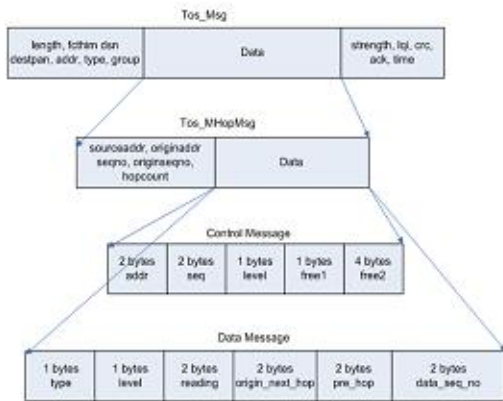 Tos_Msg
length, fcfhim dsn
destpan, addr, type, group
Data
strength, lqi, crc,
ack, time
Tos_MHopMsg
sourceaddr, originaddr
seqno, originseqno,
hopcount
Data
Control Message
2 bytes
addr
2 bytes
seq
1 bytes
level
1 bytes
free1
4 bytes
free2
Data Message
1 bytes
type
1 bytes
level
2 bytes
reading
2 bytes
origin_next_hop
2 bytes
pre_hop
2 bytes
data_seq_no